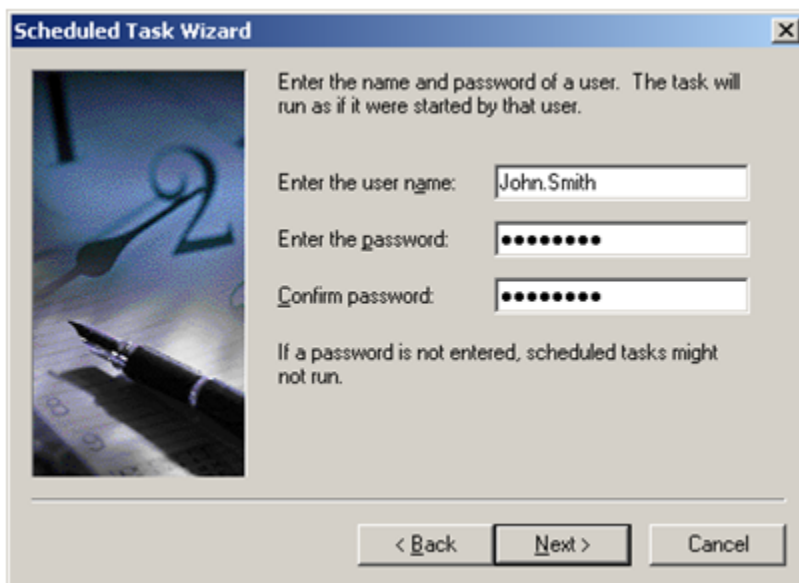 Scheduled Task Wizard
Enter the name and password of a user.  The task will
run as if it were started by that user.
Enter the user name: John.Smith
Enter the password: ●●●●●●●●
Confirm password: ●●●●●●●●
If a password is not entered, scheduled tasks might
not run.
< Back Next > Cancel